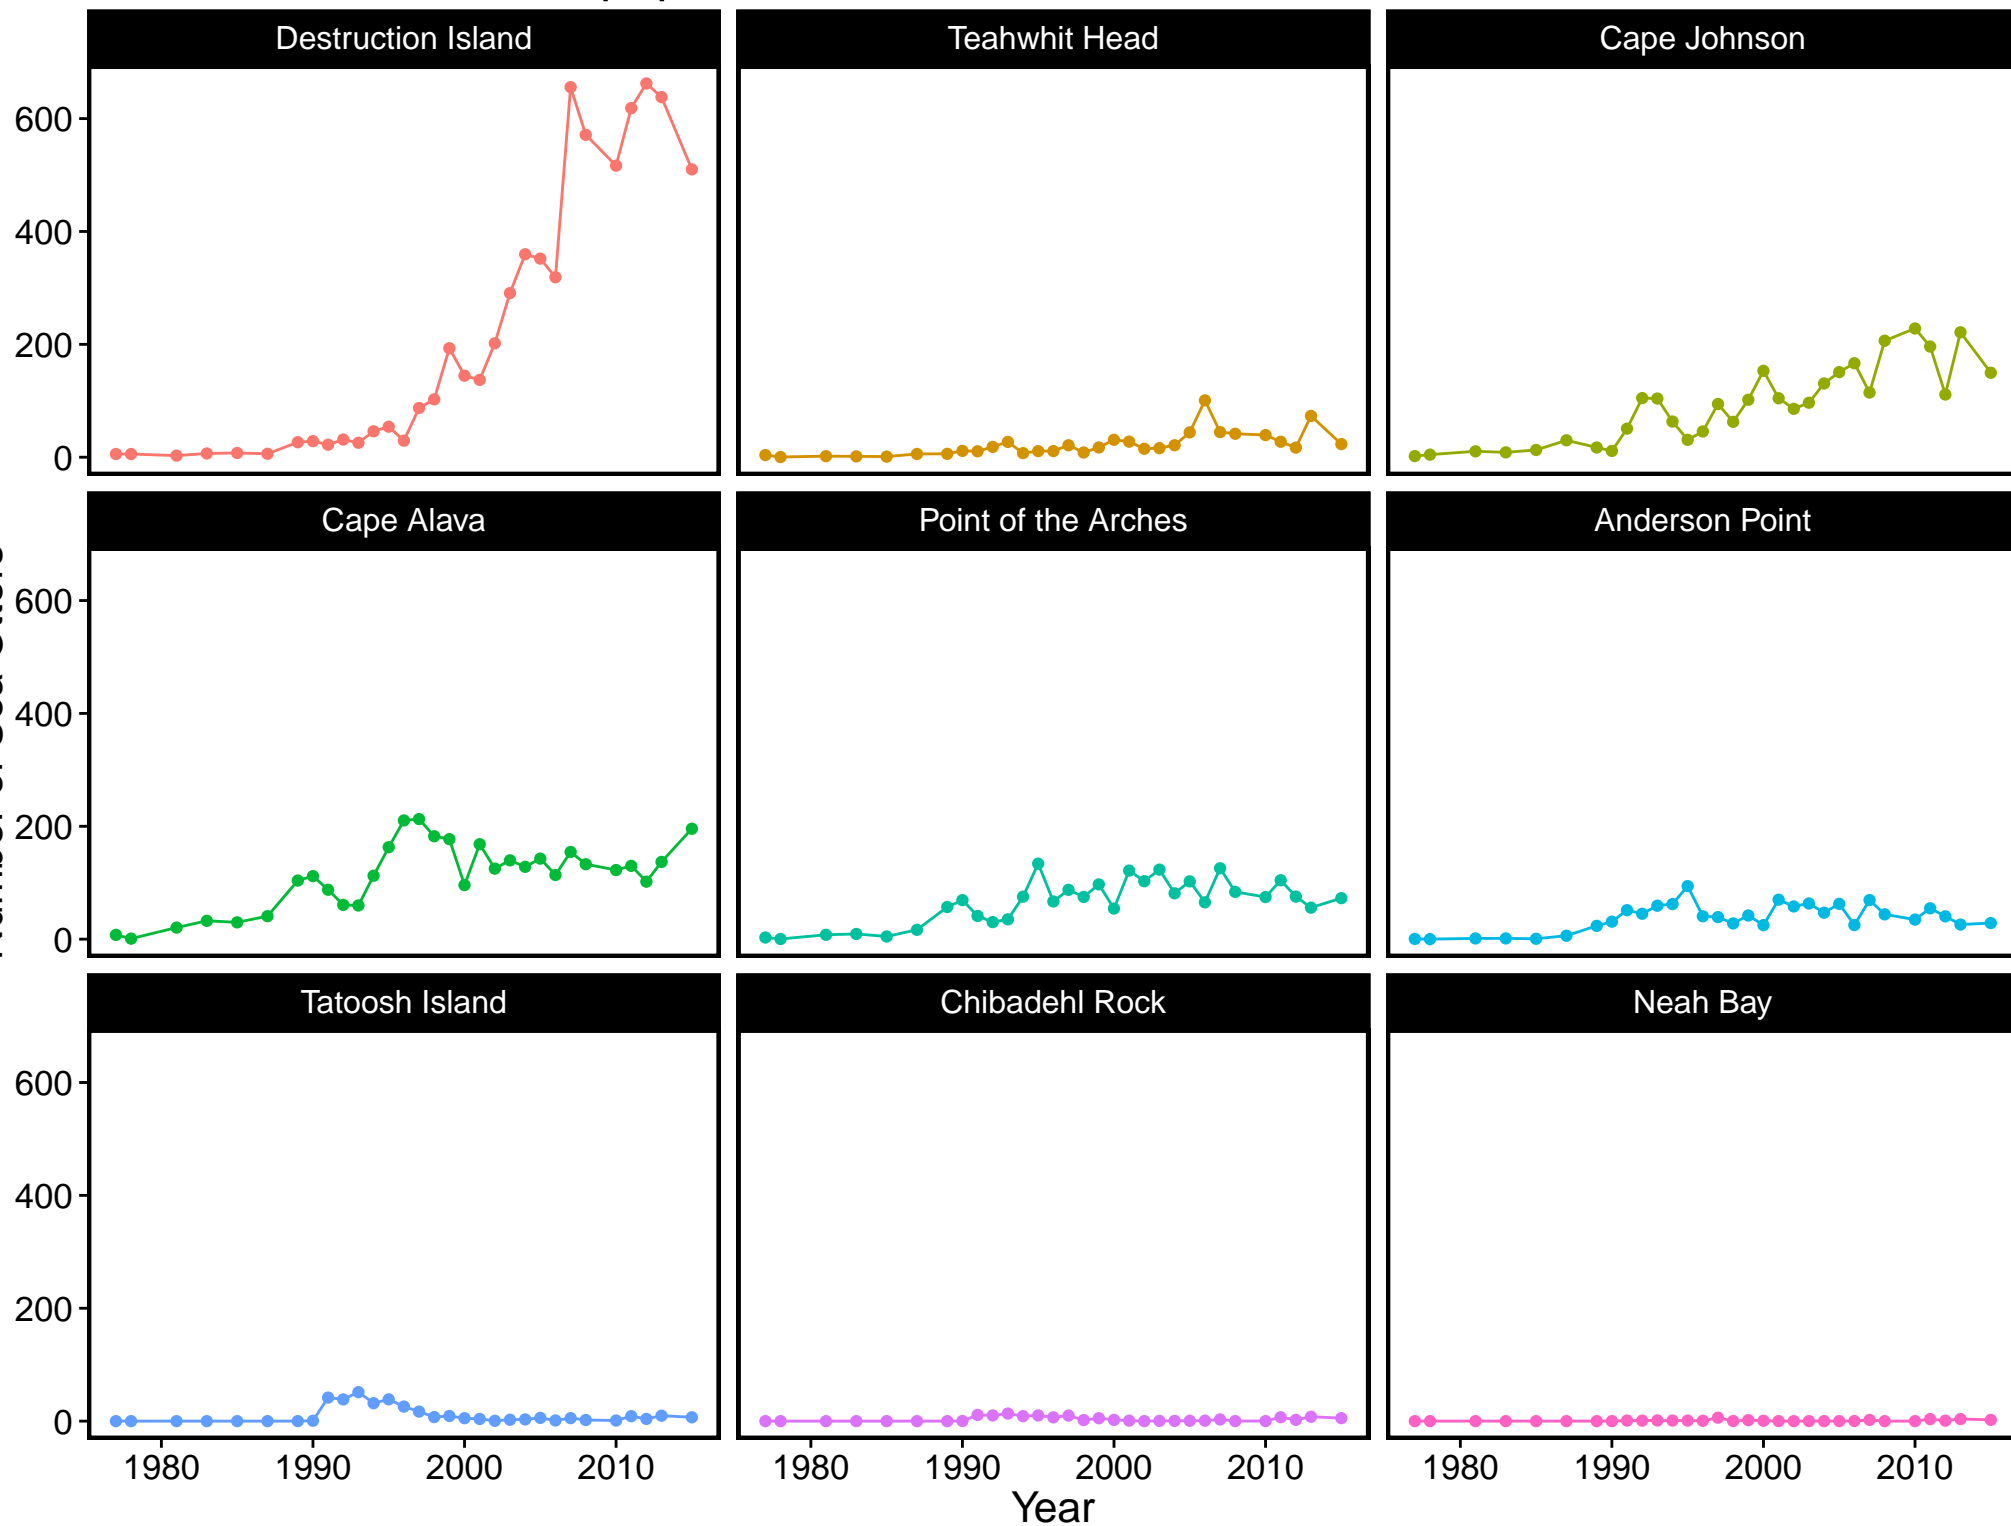 Destruction Island
Teahwhit Head
Cape Johnson
600
400
200
0
Cape Alava
Point of the Arches
Anderson Point
600
400
200
0
Tatoosh Island
Chibadehl Rock
Neah Bay
600
400
200
0
1980 1990 2000 2010
1980 1990 2000 2010
1980 1990 2000 2010
Year